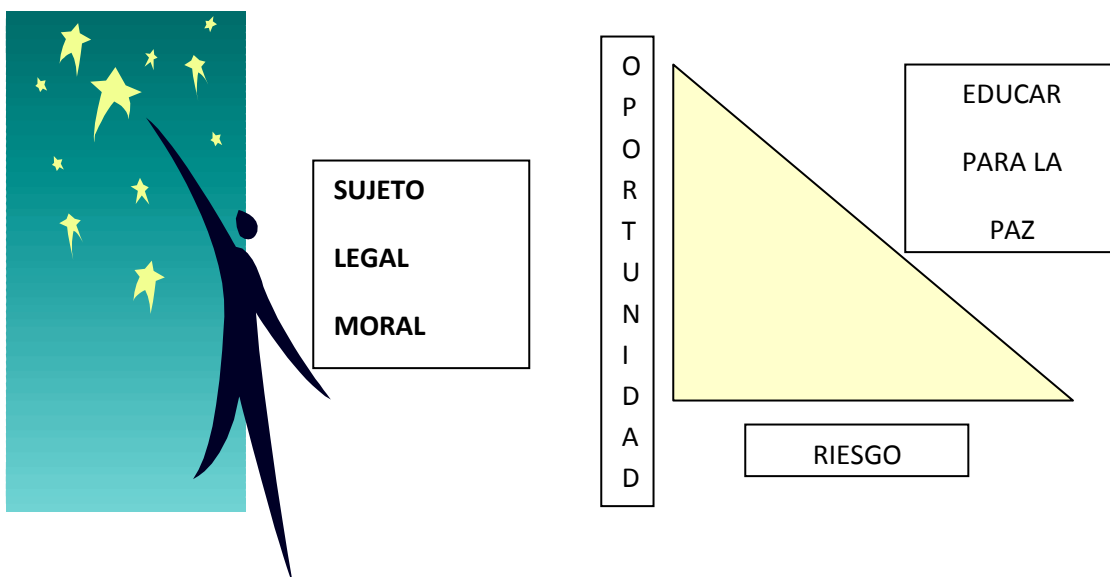 SUJETO
LEGAL
MORAL
OPORTUNIDAD
EDUCAR
PARA LA
PAZ
RIESGO